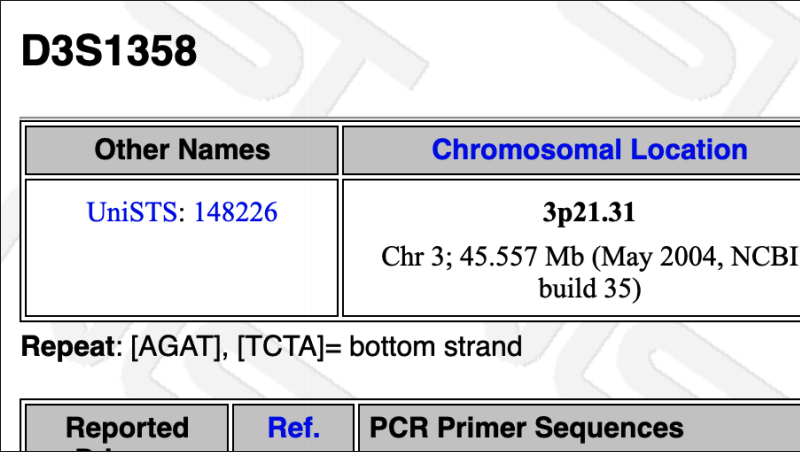 D3S1358
Other Names
Chromosomal Location
UniSTS: 148226
3p21.31
Chr 3; 45.557 Mb (May 2004, NCBI
build 35)
Repeat: [AGAT], [TCTA]= bottom strand
Reported
Ref.
PCR Primer Sequences